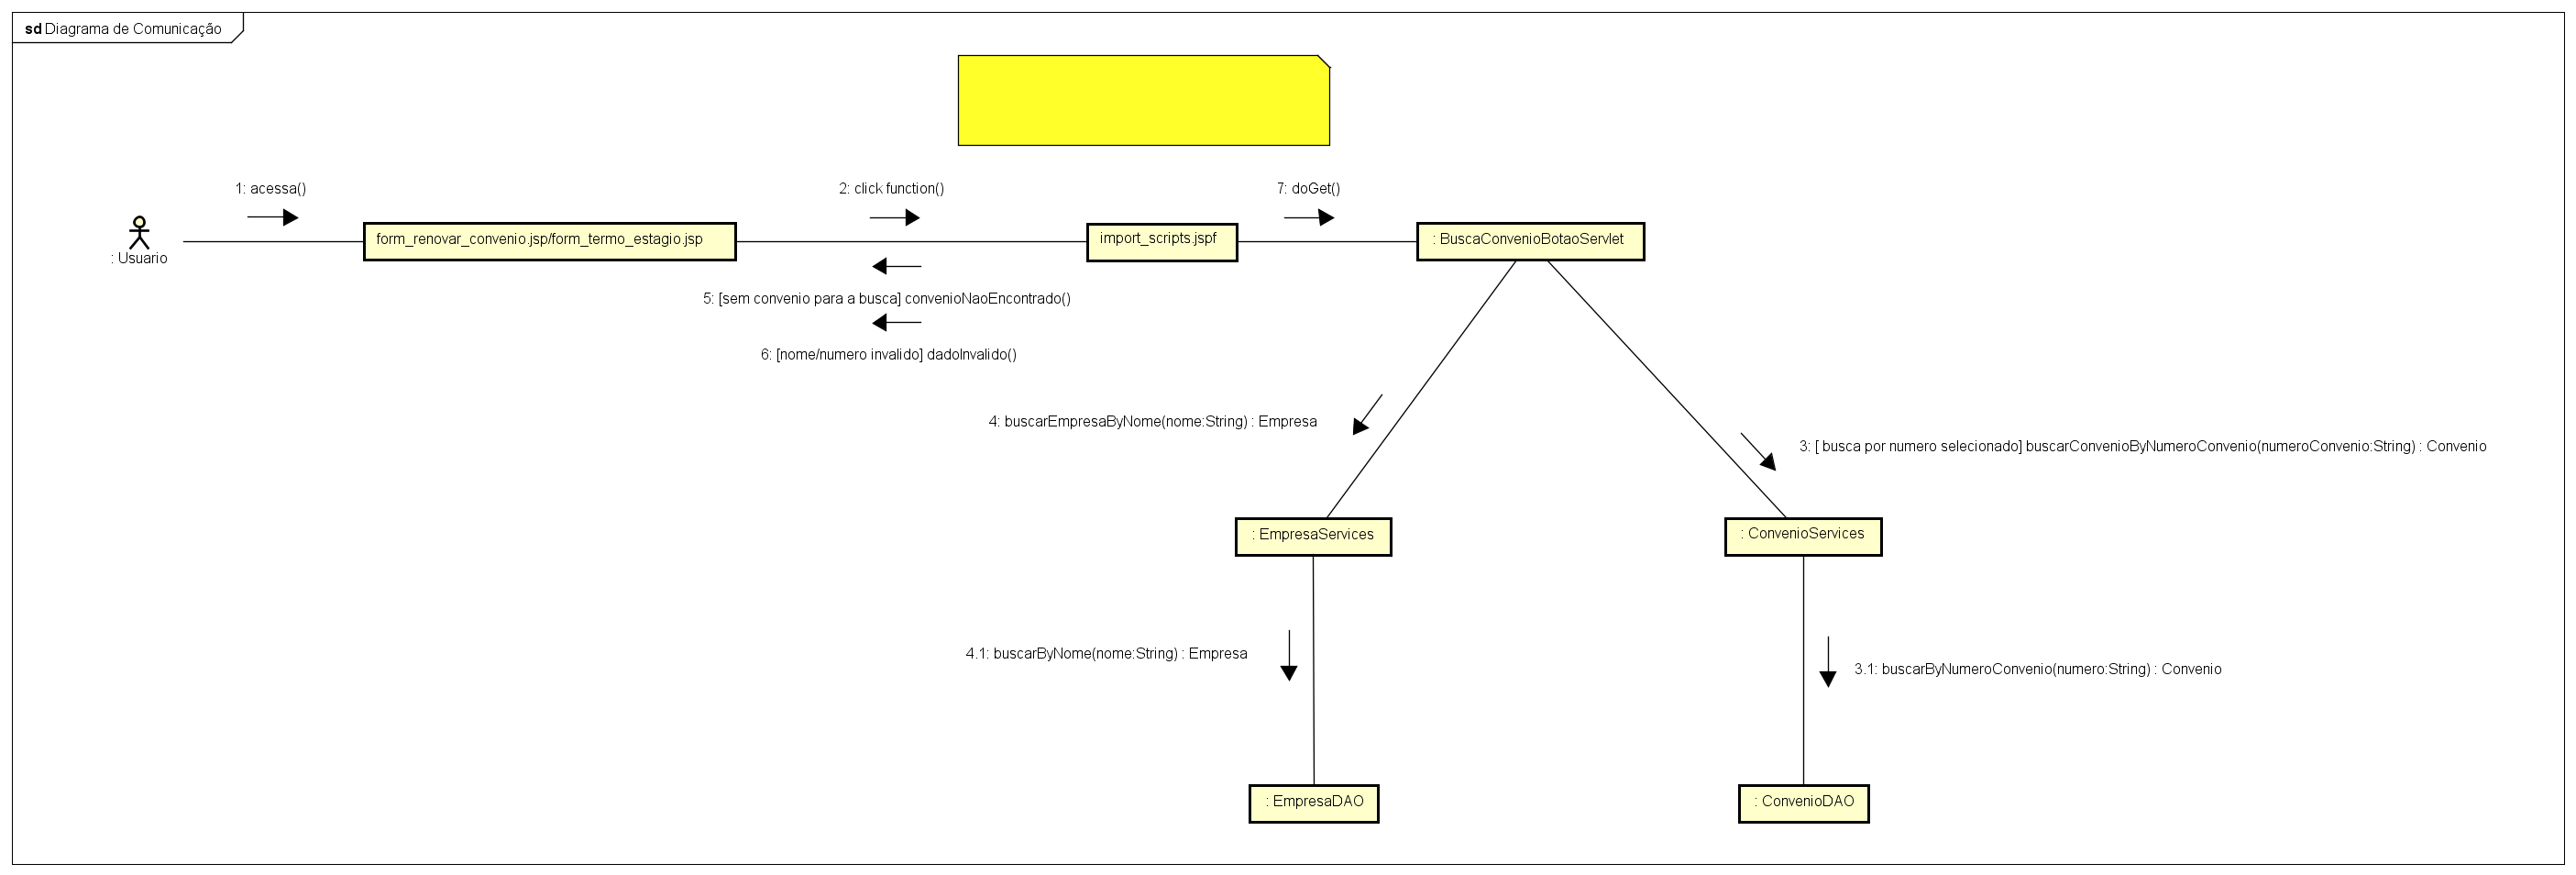 sd Diagrama de Comunicação
1: acessa()
2: click function()
7: doGet()
: Usuario
form_renovar_convenio.jsp/form_termo_estagio.jsp
import_scripts.jspf
: BuscaConvenioBotaoServlet
5: [sem convenio para a busca] convenioNaoEncontrado()
6: [nome/numero invalido] dadoInvalido()
4: buscarEmpresaByNome(nome:String) : Empresa
3: [ busca por numero selecionado] buscarConvenioByNumeroConvenio(numeroConvenio:String) : Convenio
: EmpresaServices
: ConvenioServices
4.1: buscarByNome(nome:String) : Empresa
3.1: buscarByNumeroConvenio(numero:String) : Convenio
: EmpresaDAO
: ConvenioDAO